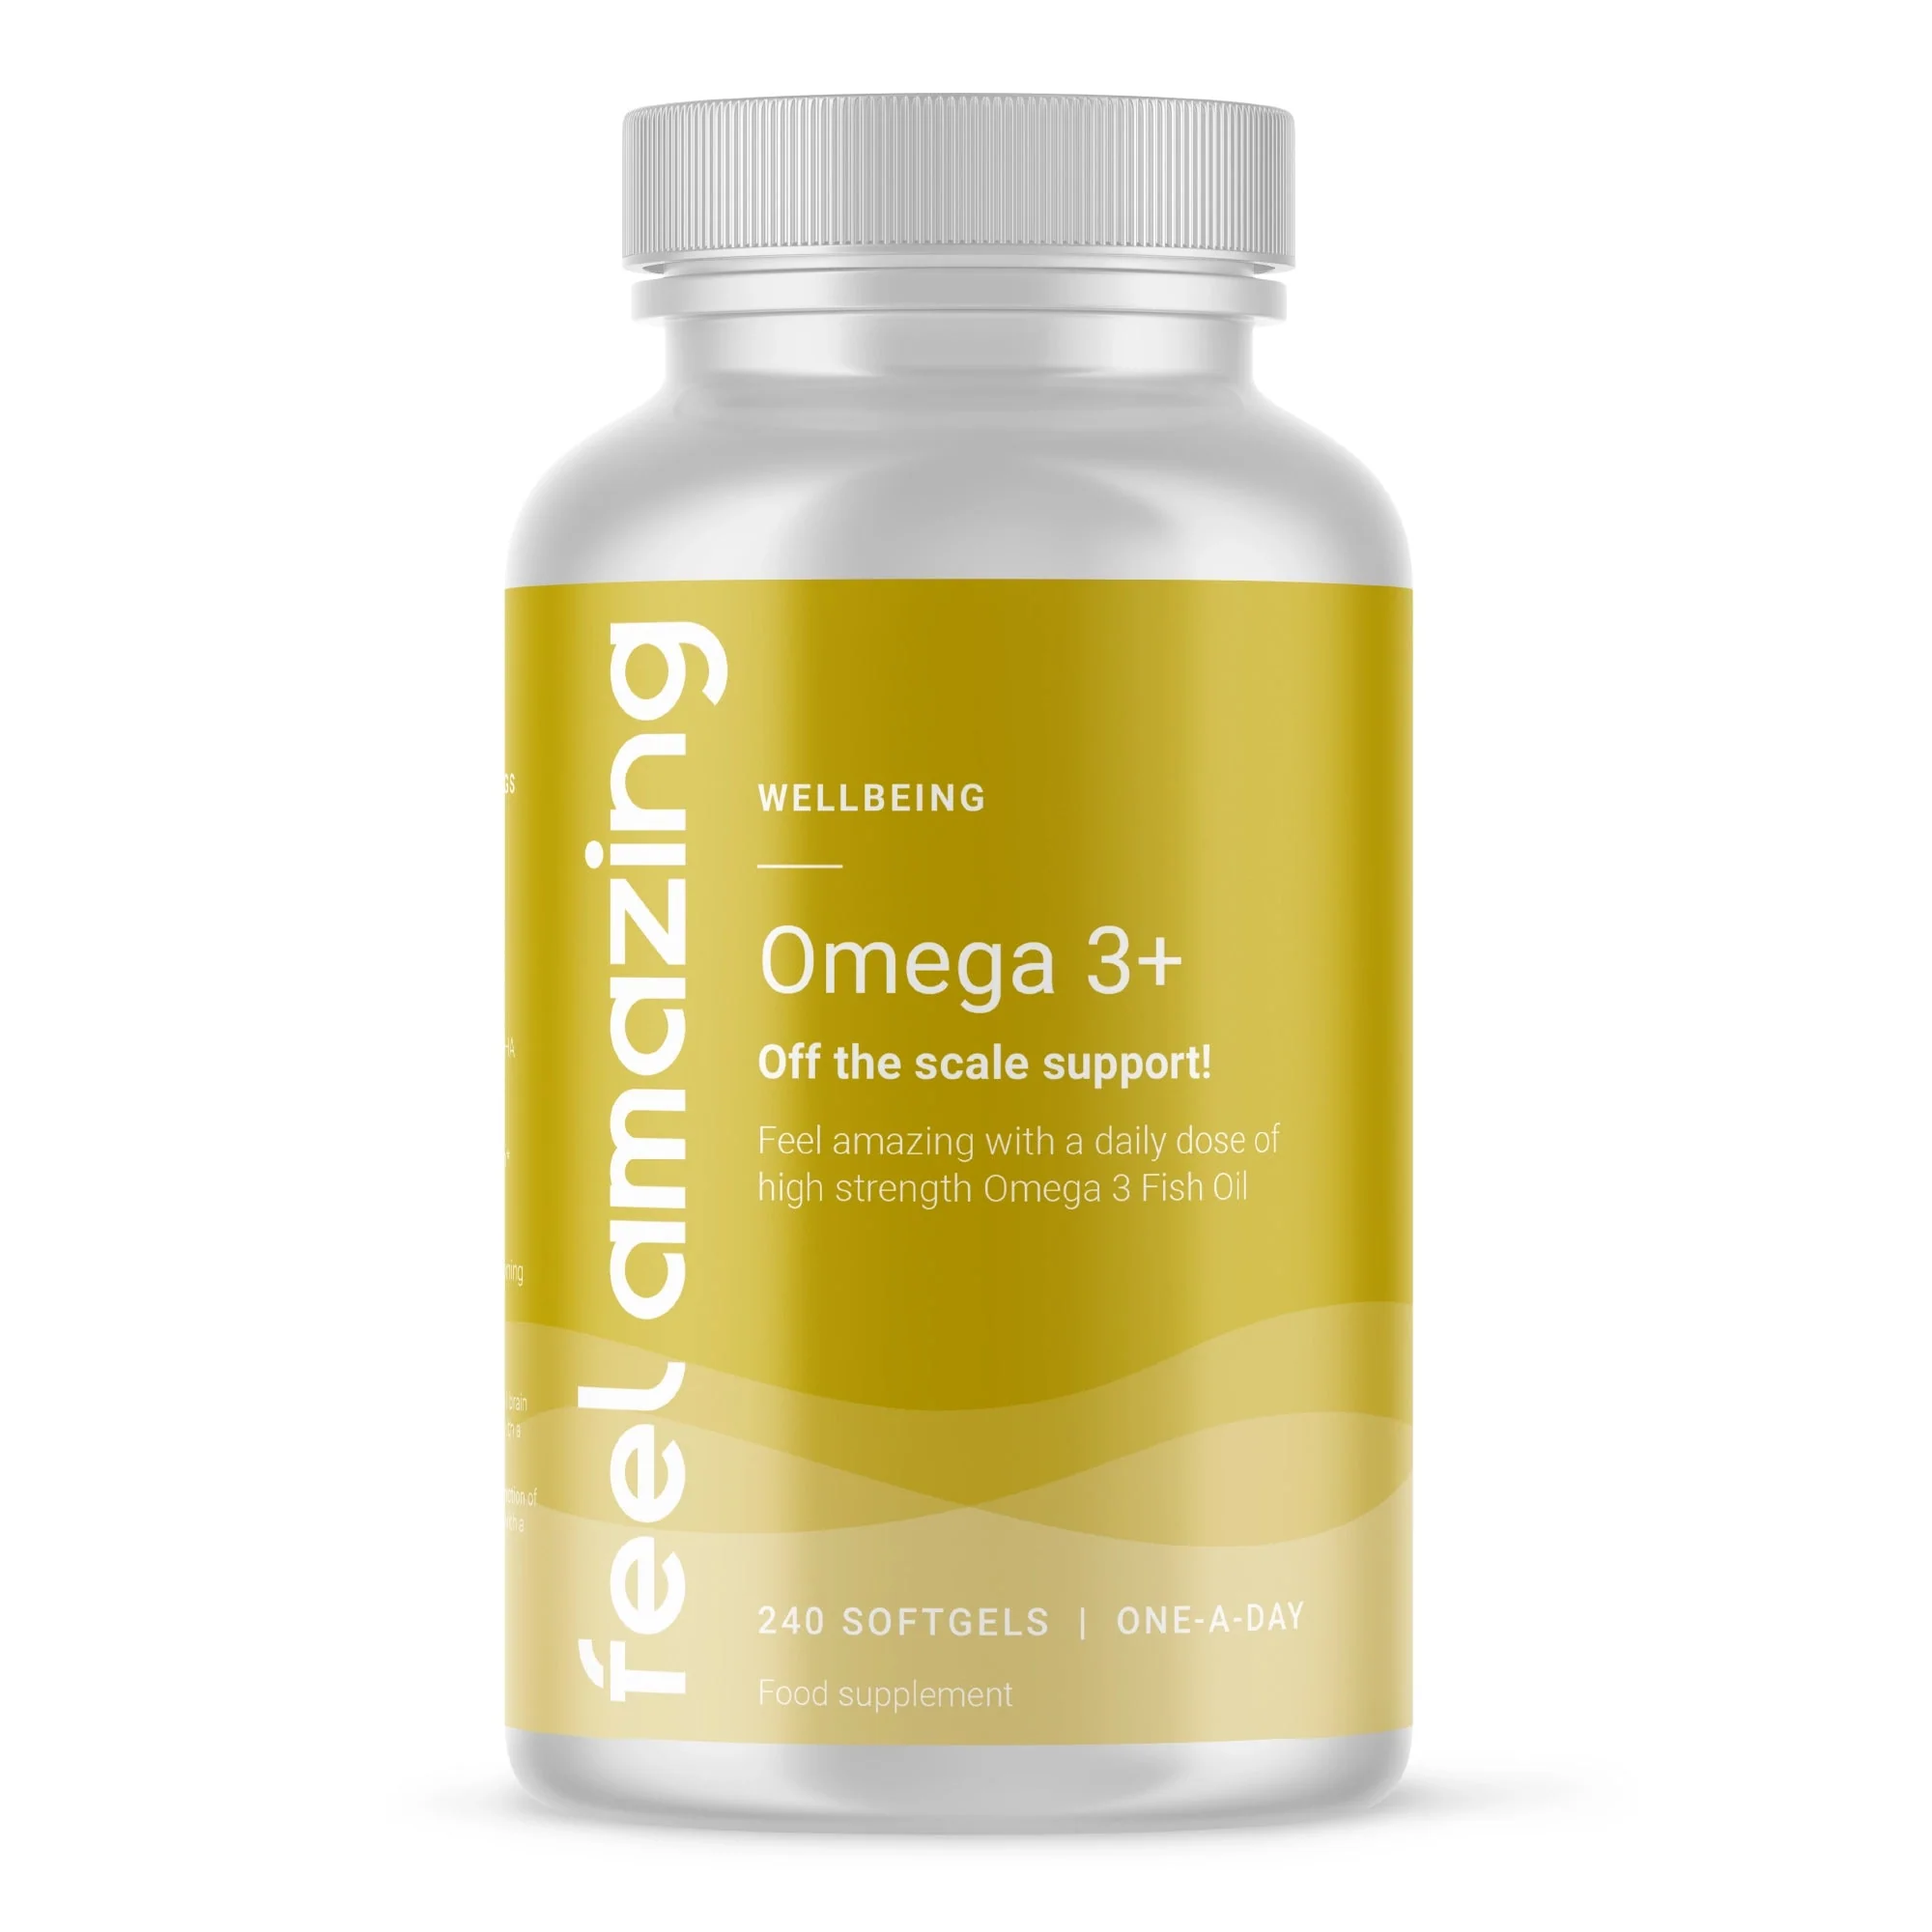 feel amazing
WELLBEING
Omega 3+
Off the scale support!
Feel amazing with a daily dose of
high strength Omega 3 Fish Oil
240 SOFTGELS | ONE-A-DAY
Food supplement